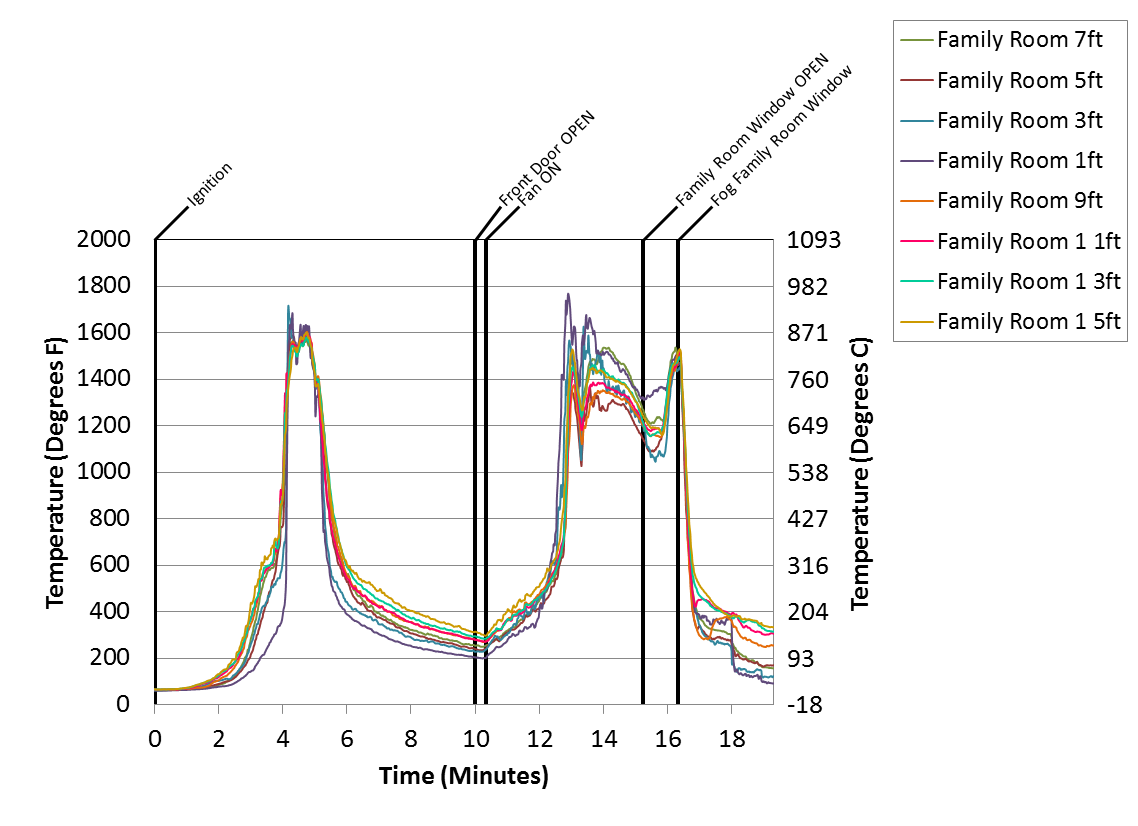 Ignition
Front Door OPEN
Fan ON
Family Room Window OPEN
Fog Family Room Window
Family Room 7ft
Family Room 5ft
Family Room 3ft
Family Room 1ft
Family Room 9ft
Family Room 1 1ft
Family Room 1 3ft
Family Room 1 5ft
Temperature (Degrees F)
2000
1800
1600
1400
1200
1000
800
600
400
200
0
1093
982
871
760
649
538
427
316
204
93
-18
Temperature (Degrees C)
0 2 4 6 8 10 12 14 16 18
Time (Minutes)